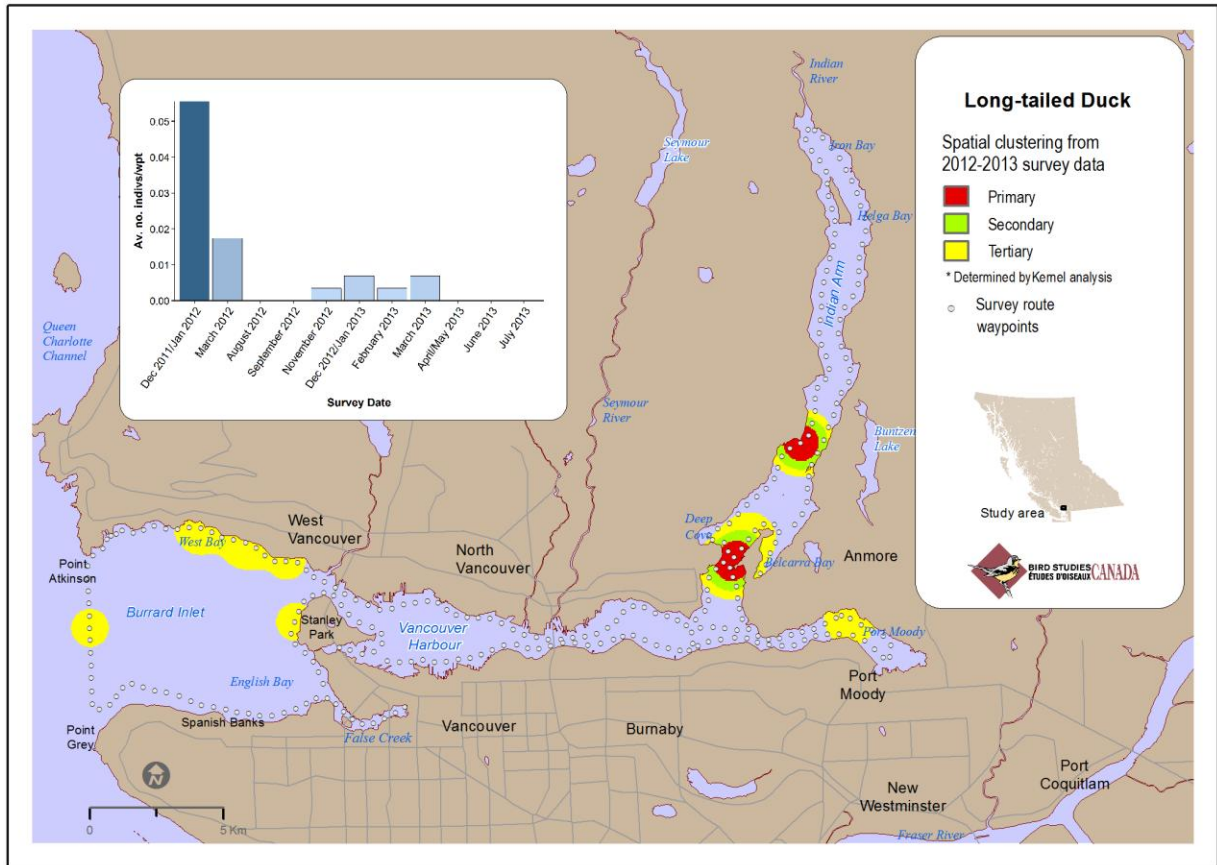 Long-tailed Duck
Spatial clustering from
2012-2013 survey data
Primary
Secondary
Tertiary
* Determined by Kernel analysis
Survey route
waypoints
Study area
BIRD STUDIES
ÉTUDES D'OISEAUX
CANADA
Av. no. indivs/wpt
0.05
0.04
0.03
0.02
0.01
0.00
Dec 2011/Jan 2012
March 2012
August 2012
September 2012
November 2012
Dec 2012/Jan 2013
February 2013
March 2013
April/May 2013
June 2013
July 2013
Survey Date
Indian
River
Iron Bay
Helga Bay
Indian Arm
Seymour
Lake
Queen
Charlotte
Channel
Seymour
River
Buntzen
Lake
Deep
Cove
Belcarra Bay
Anmore
West
Vancouver
West Bay
North
Vancouver
Point
Atkinson
Burrard Inlet
Stanley
Park
Vancouver
Harbour
Port Moody
Port
Moody
English Bay
Spanish Banks
Point
Grey
False Creek
Vancouver
Burnaby
New
Westminster
Port
Coquitlam
Fraser River
N
0
5 Km